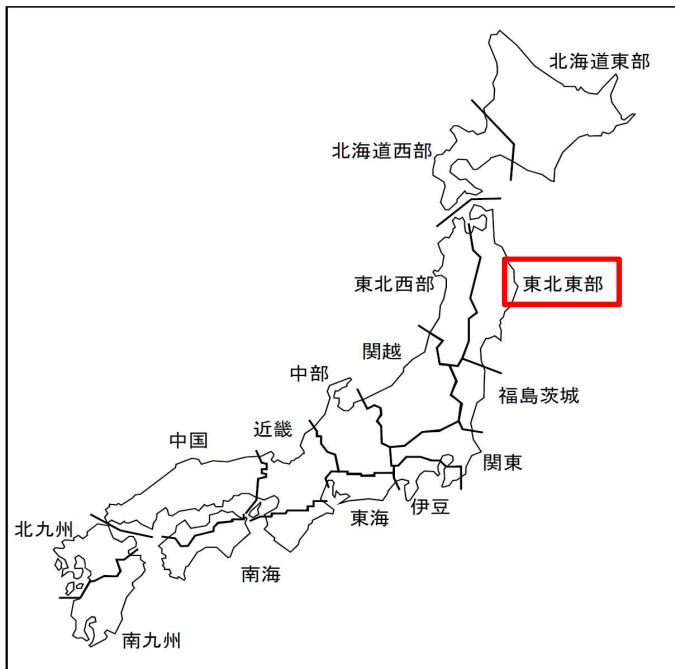 北海道東部
北海道西部
東北西部
東北東部
関越
中部
福島茨城
近畿
中国
関東
伊豆
東海
北九州
南海
南九州